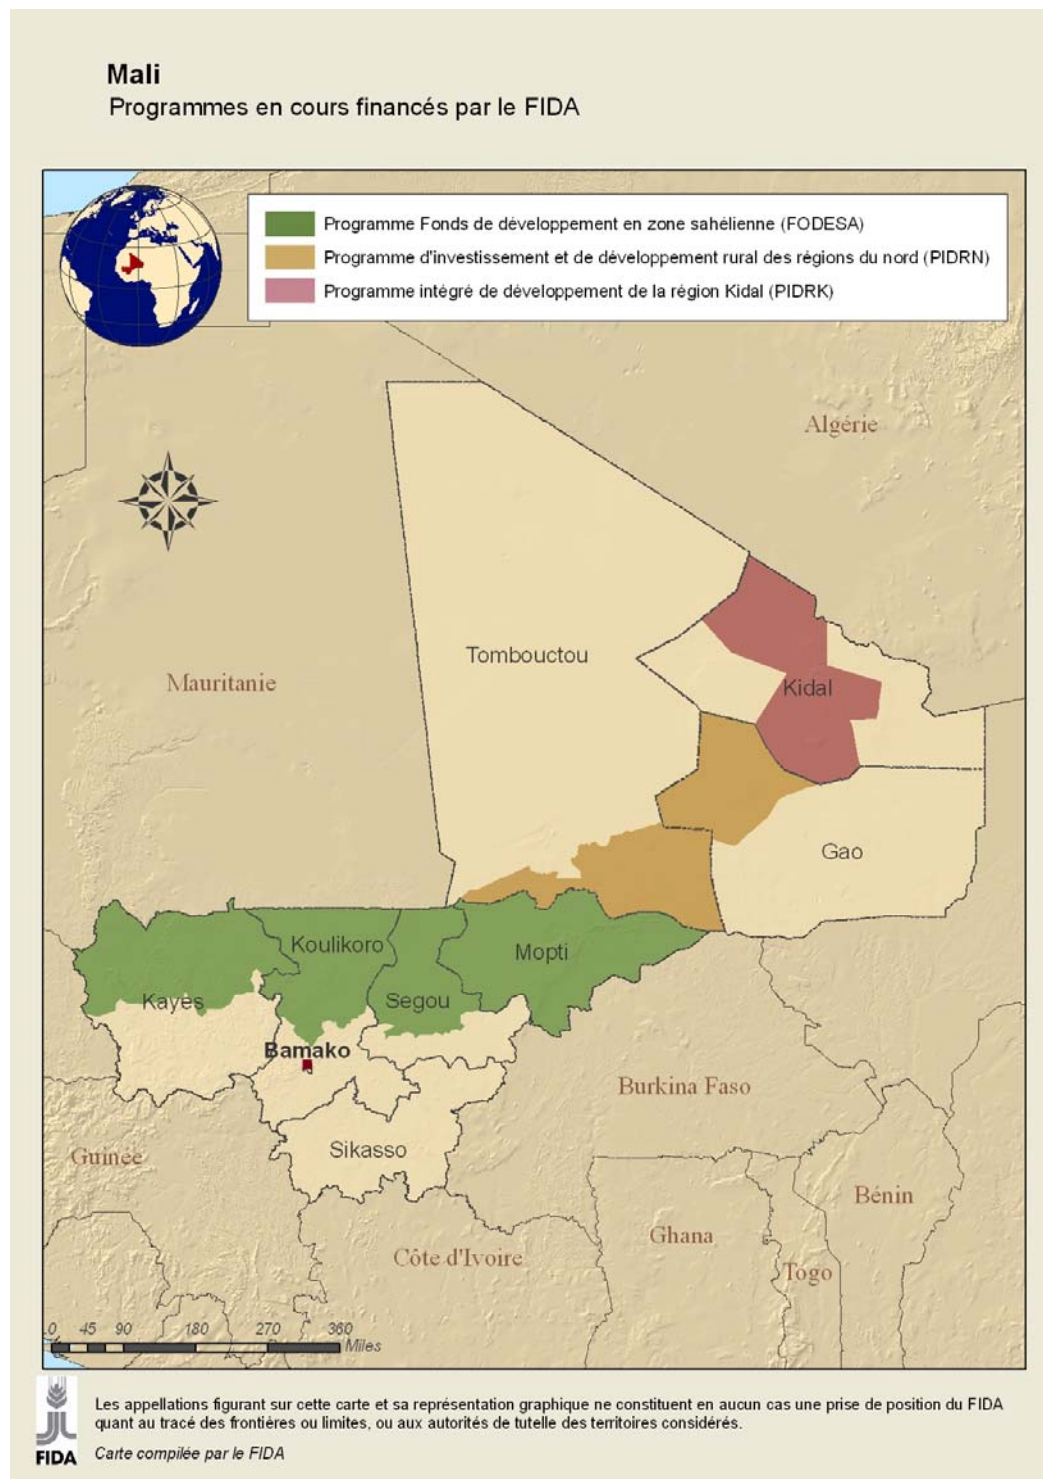 Mali
Programmes en cours financés par le FIDA
Programme Fonds de développement en zone sahélienne (FODESA)
Programme d'investissement et de développement rural des régions du nord (PIDRN)
Programme intégré de développement de la région Kidal (PIDRK)
Algérie
Tombouctou
Mauritanie
Kidal
Gao
Koulikoro
Mopti
Kayes
Segou
Bamako
Burkina Faso
Sikasso
Guinée
Bénin
Ghana
Côte d'Ivoire
Togo
0 45 90 180 270 360
Miles
Les appellations figurant sur cette carte et sa représentation graphique ne constituent en aucun cas une prise de position du FIDA
quant au tracé des frontières ou limites, ou aux autorités de tutelle des territoires considérés.
FIDA
Carte compilée par le FIDA